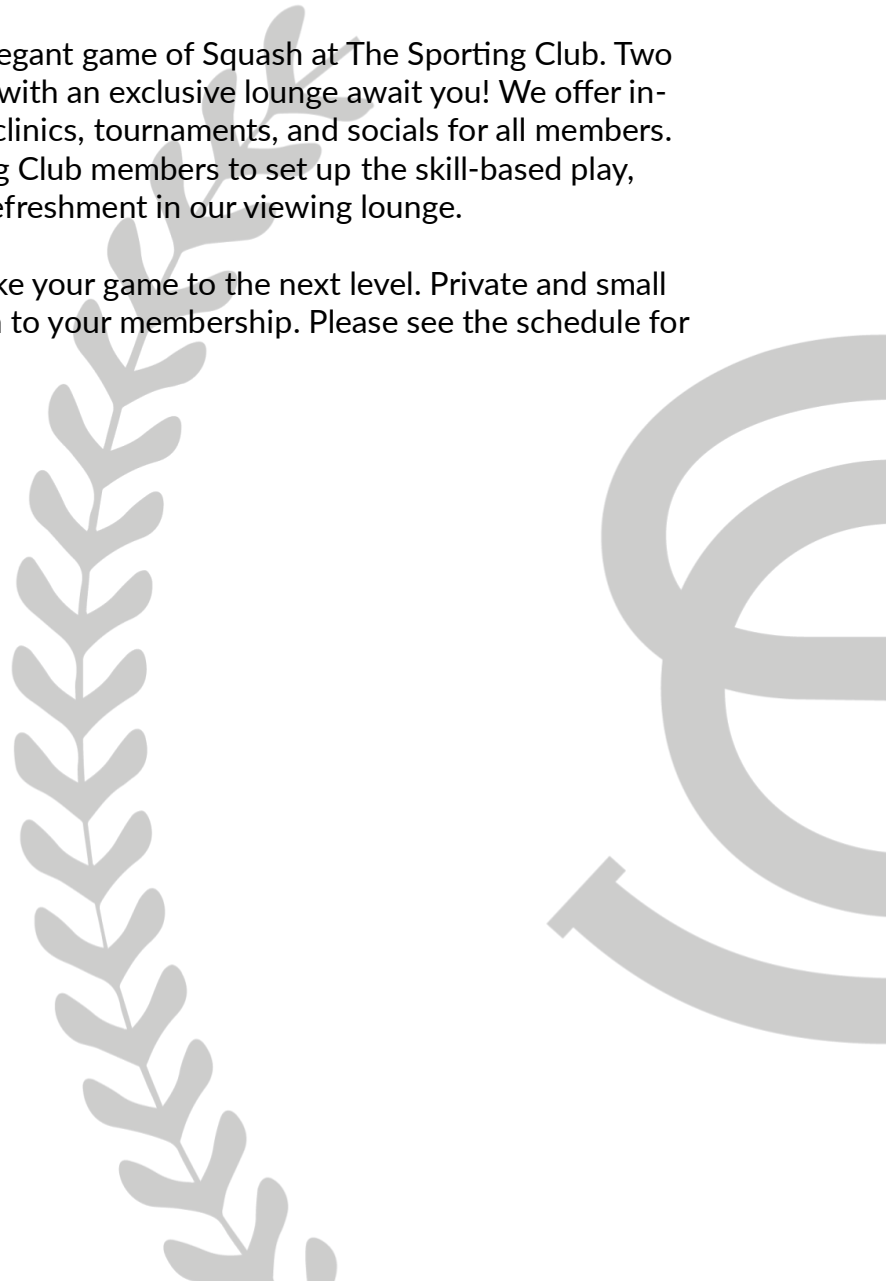 egant game of Squash at The Sporting Club. Two
with an exclusive lounge await you! We offer in-
clinics, tournaments, and socials for all members.
g Club members to set up the skill-based play,
efreshment in our viewing lounge.
ke your game to the next level. Private and small
to your membership. Please see the schedule for